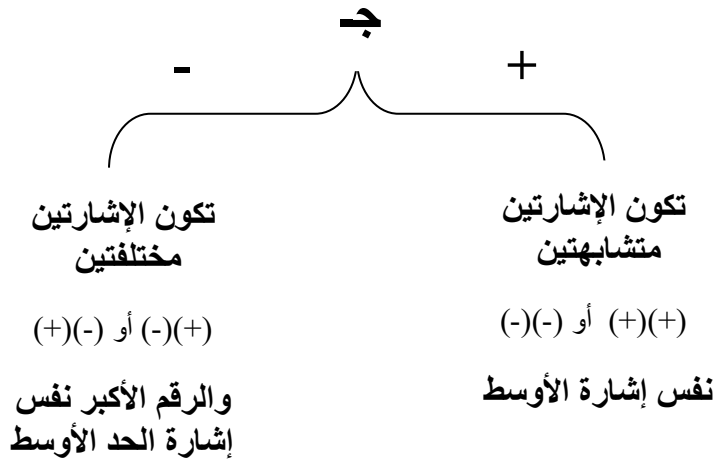 جـ
+
-
تكون الإشارتين
متشابهتين
(+)(+) أو (-)(-)
نفس إشارة الأوسط
تكون الإشارتين
مختلفتين
(+)(-) أو (-)(+)
والرقم الأكبر نفس
إشارة الحد الأوسط